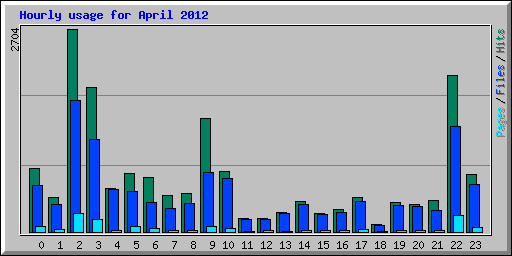 Hourly usage for April 2012
2704
Pages/Files/Hits
0 1 2 3 4 5 6 7 8 9 10 11 12 13 14 15 16 17 18 19 20 21 22 23